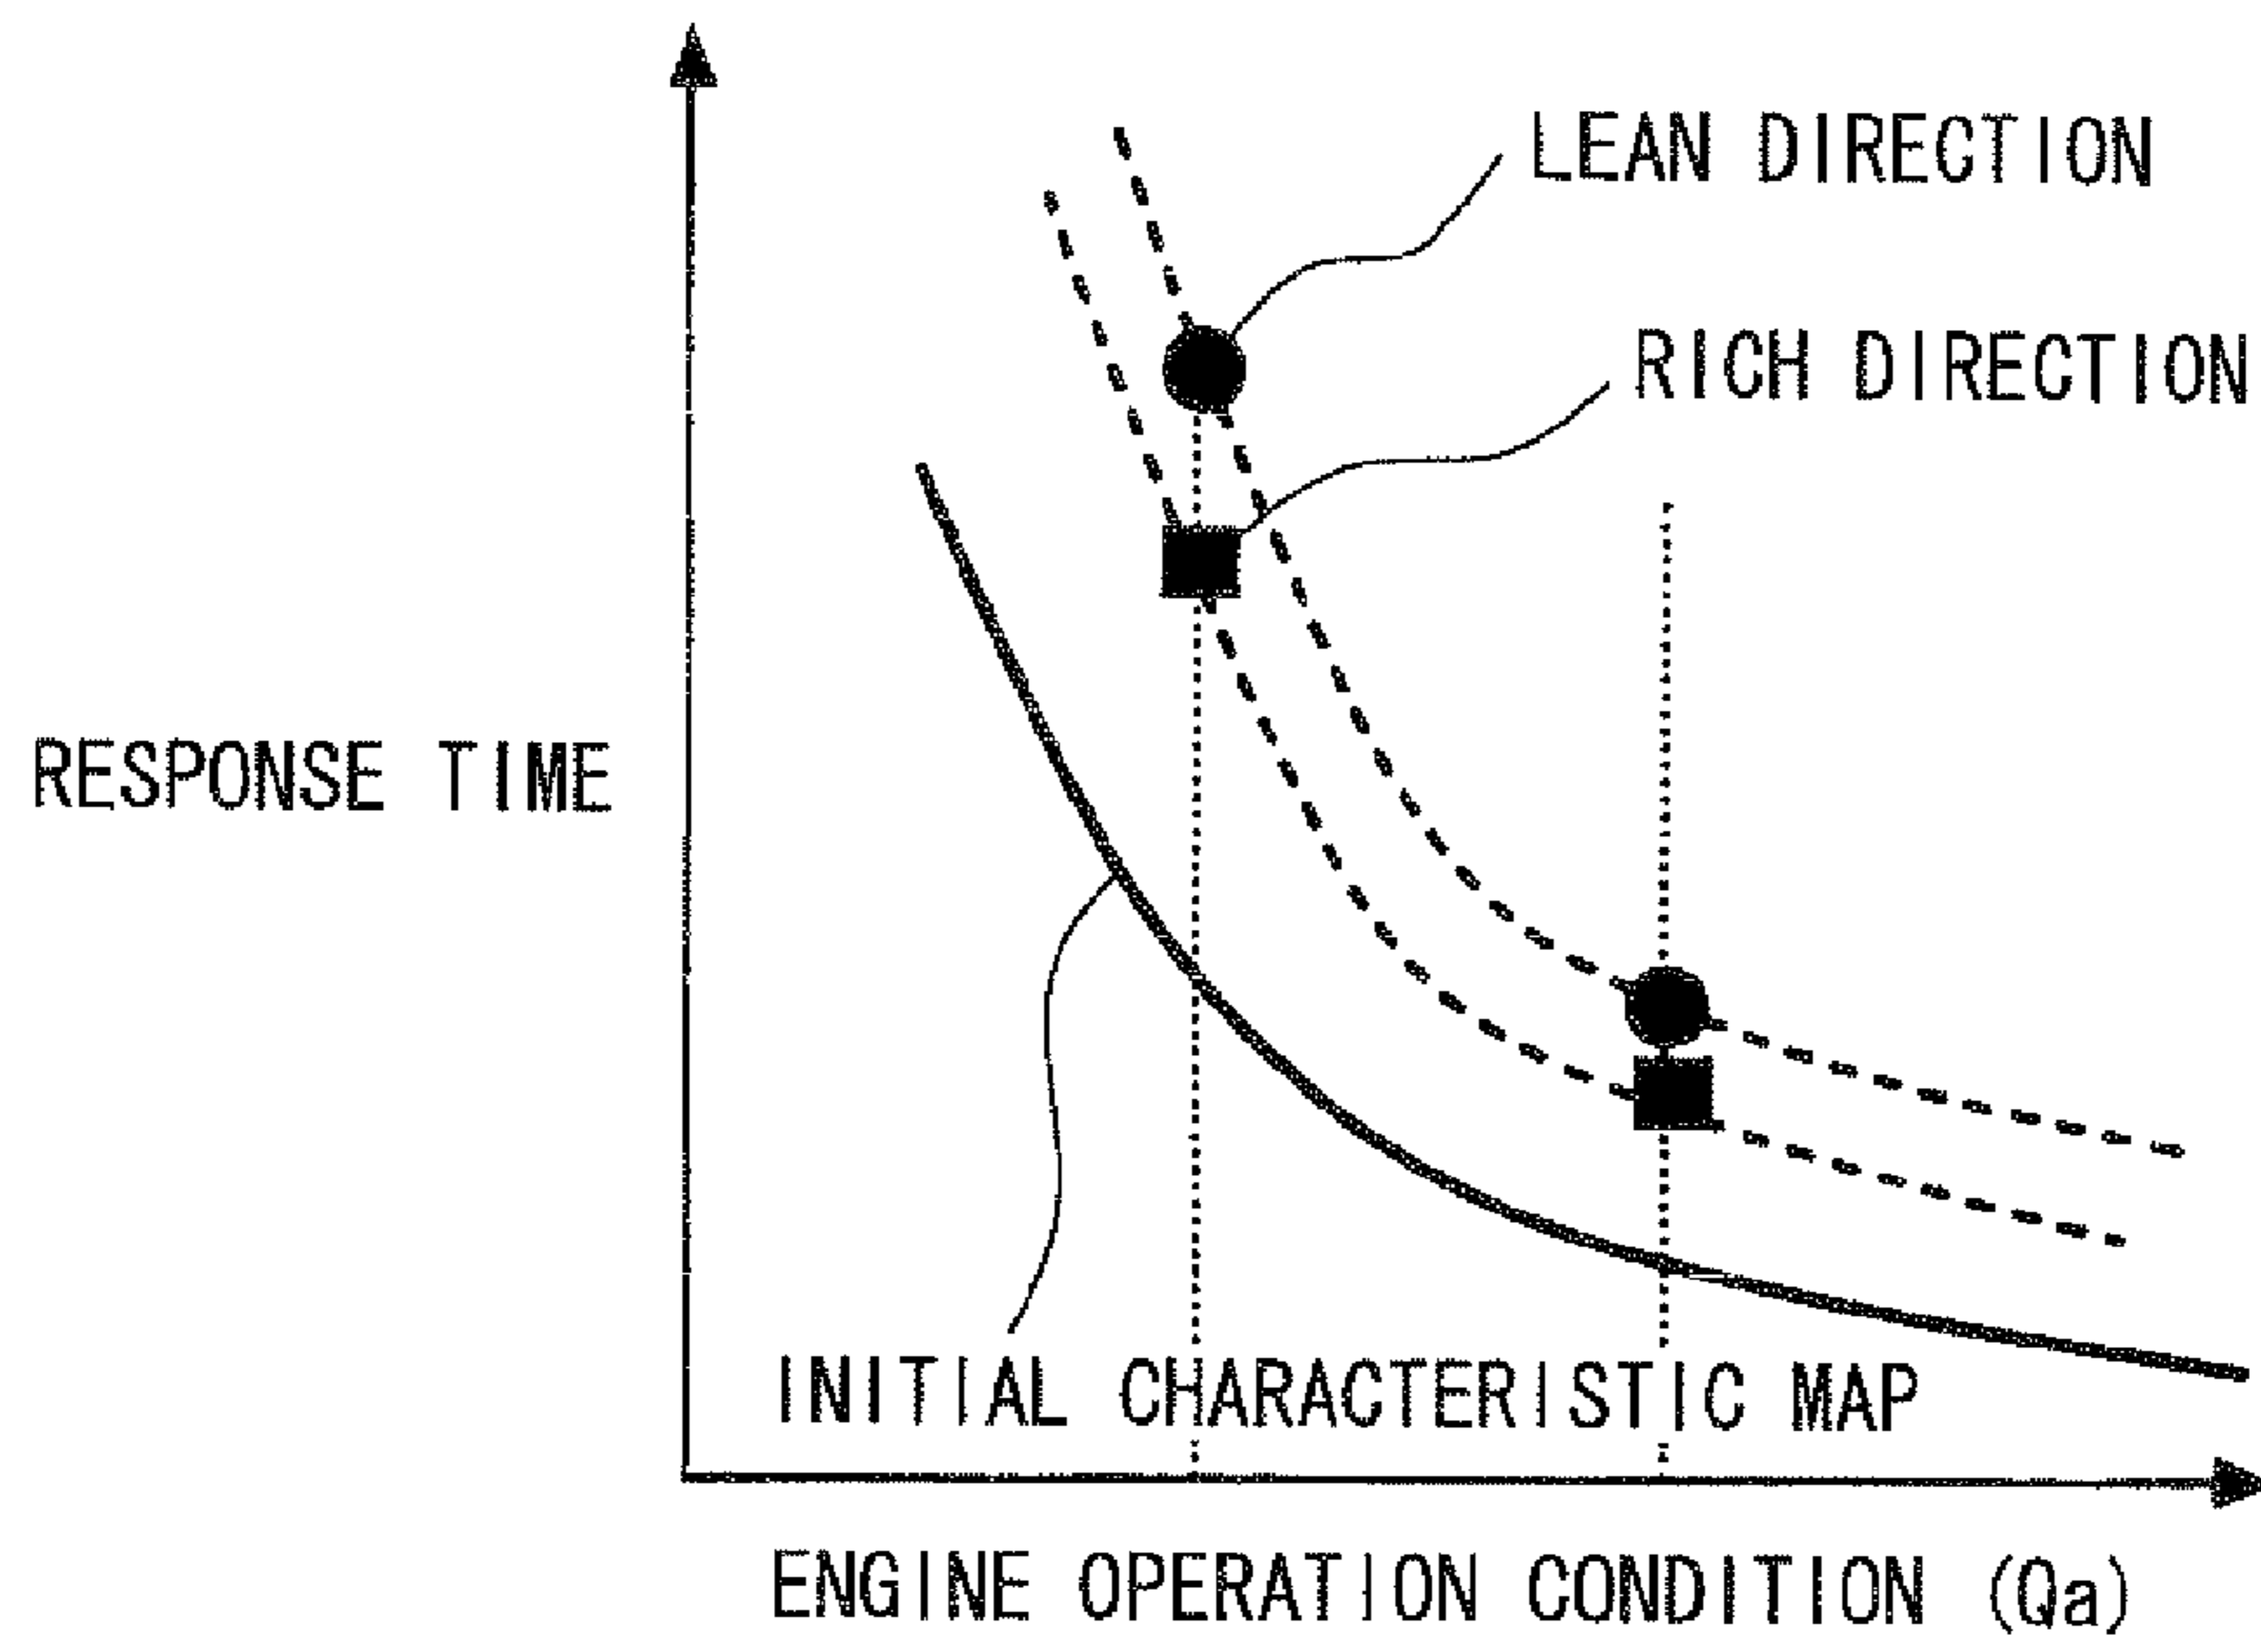 LEAN DIRECTION
RICH DIRECTION
RESPONSE TIME
INITIAL CHARACTERISTIC MAP
ENGINE OPERATION CONDITION (Qa)